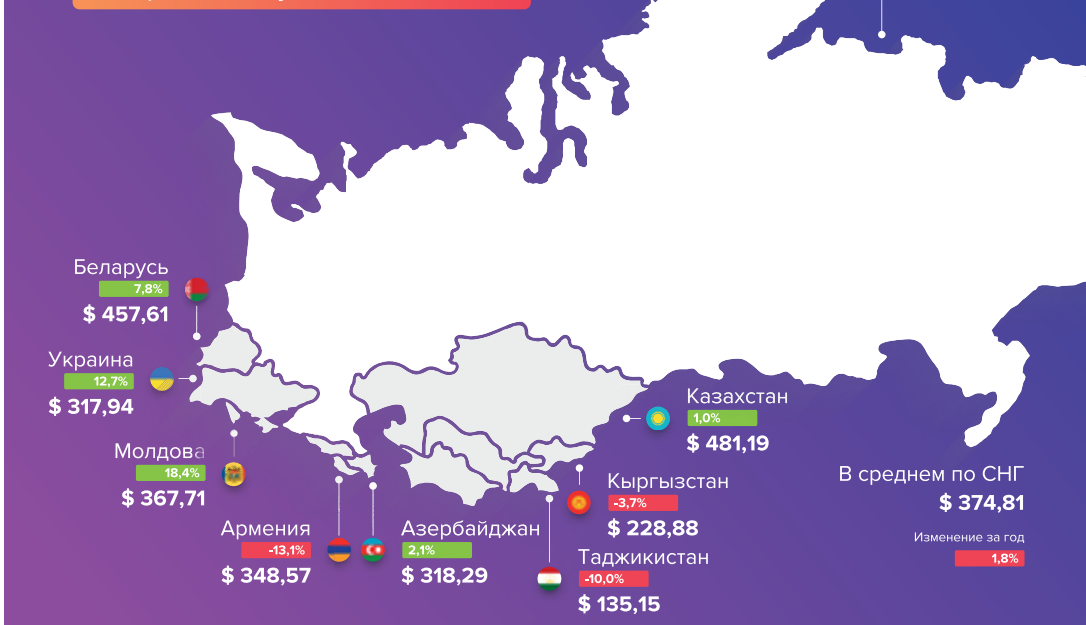 Беларусь
7,8%
$ 457,61
Украина
12,7%
$ 317,94
Молдова
18,4%
$ 367,71
Армения
-13,1%
$ 348,57
Азербайджан
2,1%
$ 318,29
Казахстан
1,0%
$ 481,19
Кыргызстан
-3,7%
$ 228,88
Таджикистан
-10,0%
$ 135,15
В среднем по СНГ
$ 374,81
Изменение за год
1,8%